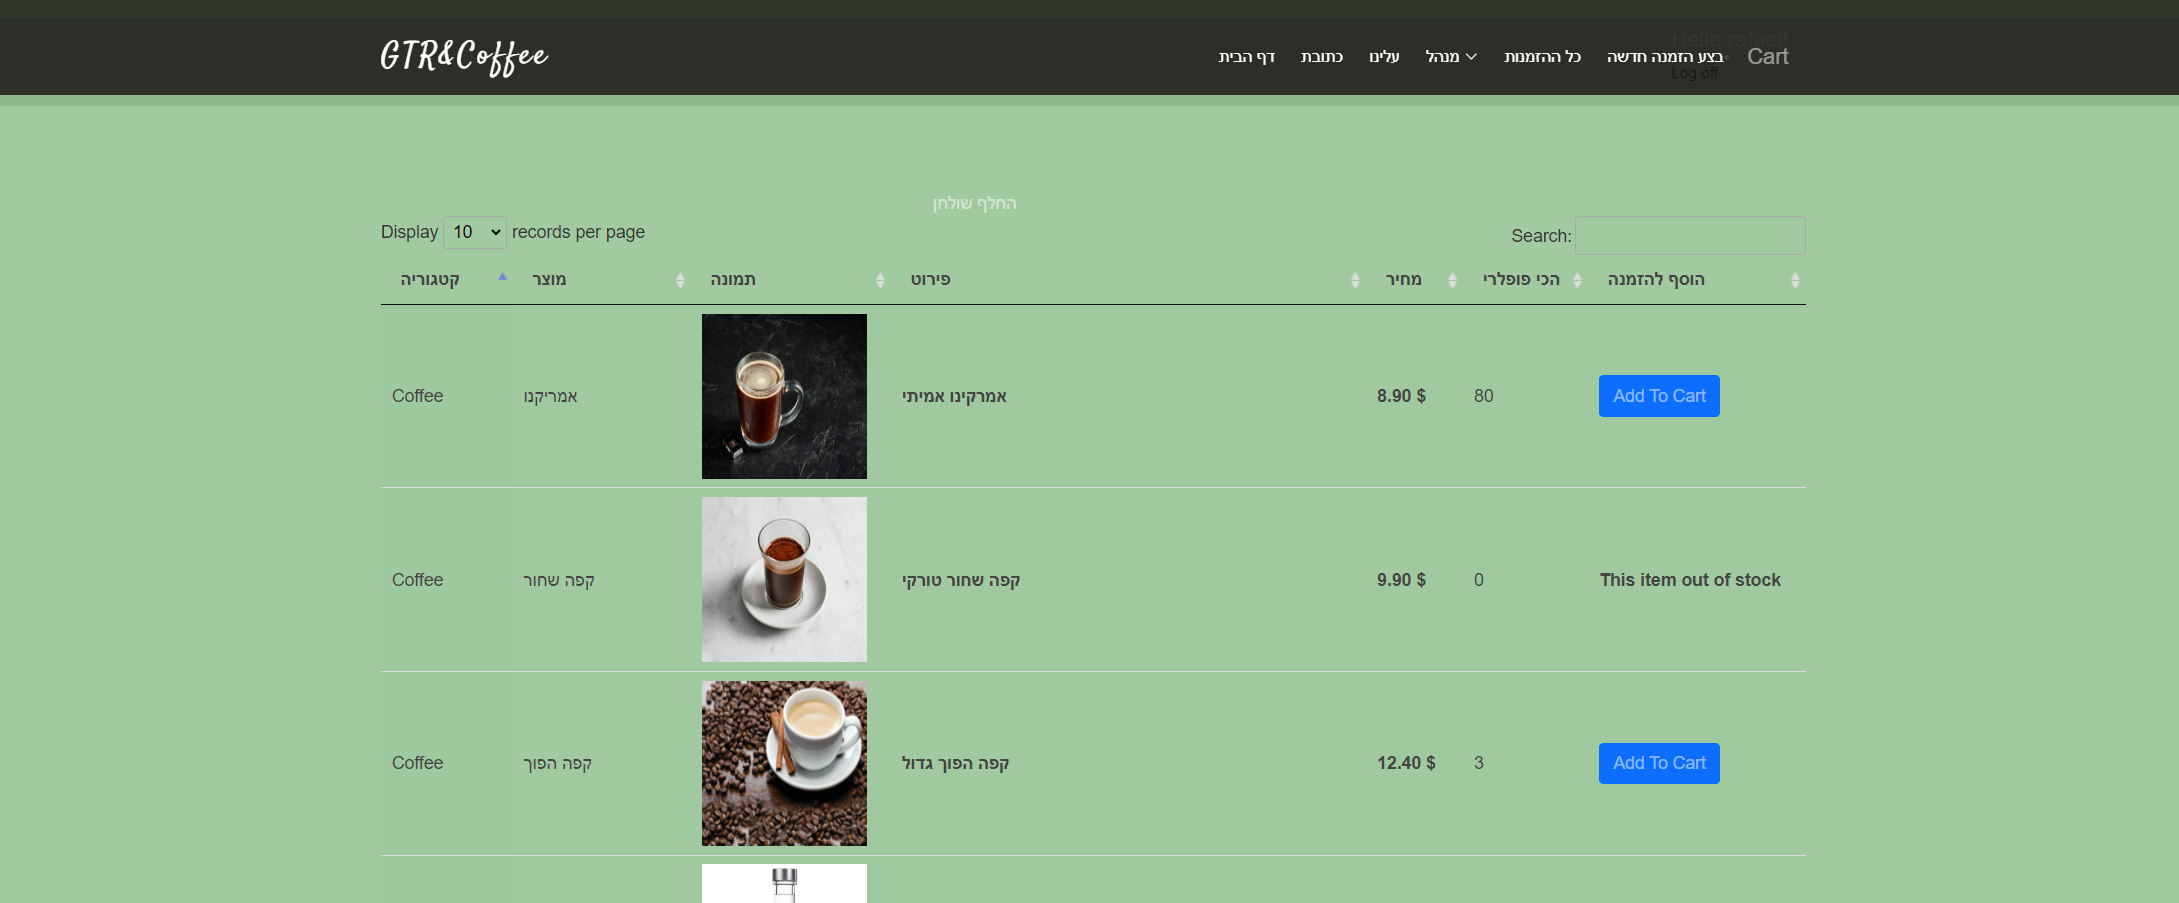 GTR&Coffee
דף הבית
כתובת
עלינו
מנהל
כל ההזמנות
בצע הזמנה חדשה
Cart
Hello rafael!
Log off
החלף שולחן
Display 10 records per page
Search:
קטגוריה מוצר תמונה פירוט מחיר הכי פופלרי הוסף להזמנה
Coffee אמריקנו אמרקינו אמיתי 8.90 $ 80 Add To Cart
Coffee קפה שחור קפה שחור טורקי 9.90 $ 0 This item out of stock
Coffee קפה הפוך קפה הפוך גדול 12.40 $ 3 Add To Cart